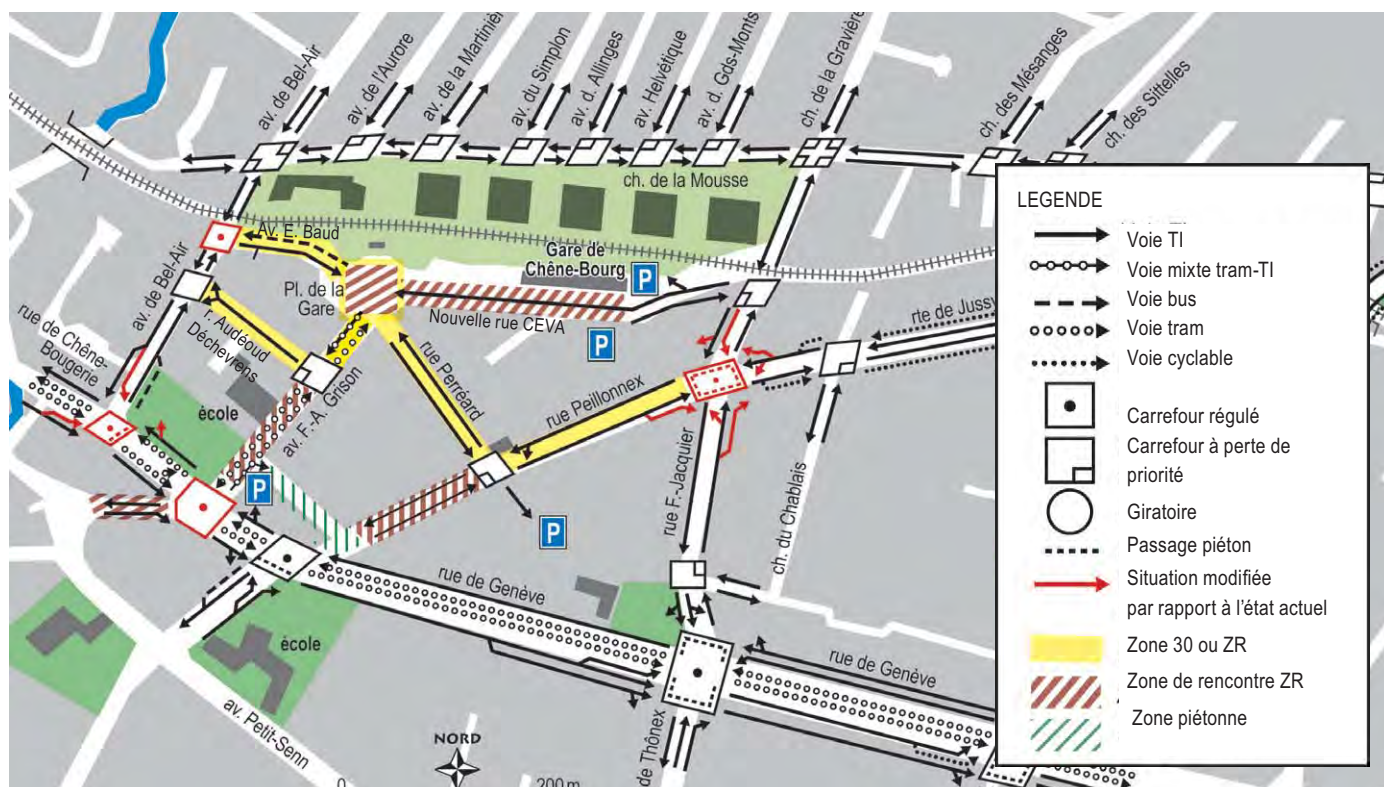 av. de Bel-Air
av. de l'Aurore
av. de la Martiniè
av. du Simplon
av. d. Allinges
av. Helvétique
av. d. Gds-Monts
ch. de la Gravière
ch. des Mésanges
ch. des Sittelles
ch. de la Mousse
Av. E. Baud
Gare de
Chêne-Bourg
P
Pl. de la
Gare
Nouvelle rue CEVA
P
av. de Bel-Air
r. Audéoud
Déchevrens
rue de Chêne-
Bougerie
rte de Jussy
rue Perréard
rue Peillonnex
école
av. F.-A. Grison
P
P
rue F.-Jacquier
ch. du Chablais
rue de Genève
école
rue de Genève
av. Petit-Senn
NORD
0
200 m
de Thônex
LEGENDE
Voie TI
Voie mixte tram-TI
Voie bus
Voie tram
Voie cyclable
Carrefour régulé
Carrefour à perte de
priorité
Giratoire
Passage piéton
Situation modifiée
par rapport à l'état actuel
Zone 30 ou ZR
Zone de rencontre ZR
Zone piétonne